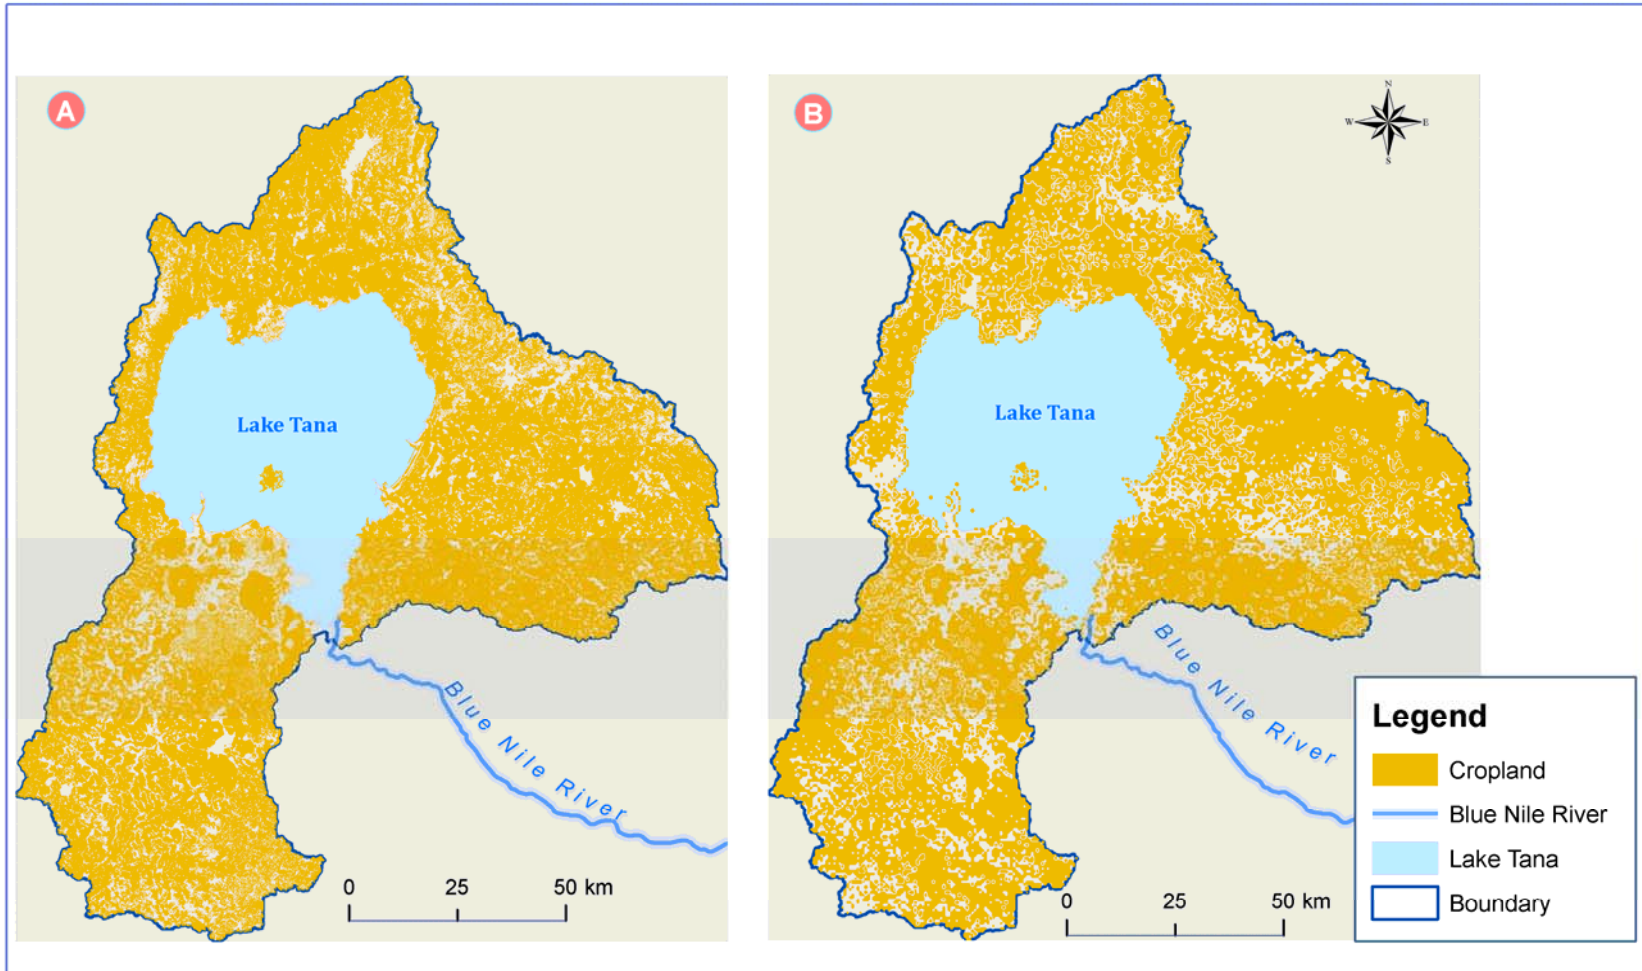 A
B
N
W
E
S
Lake Tana
Lake Tana
Blue Nile River
Blue Nile River
0 25 50 km
0 25 50 km
Legend
Cropland
Blue Nile River
Lake Tana
Boundary